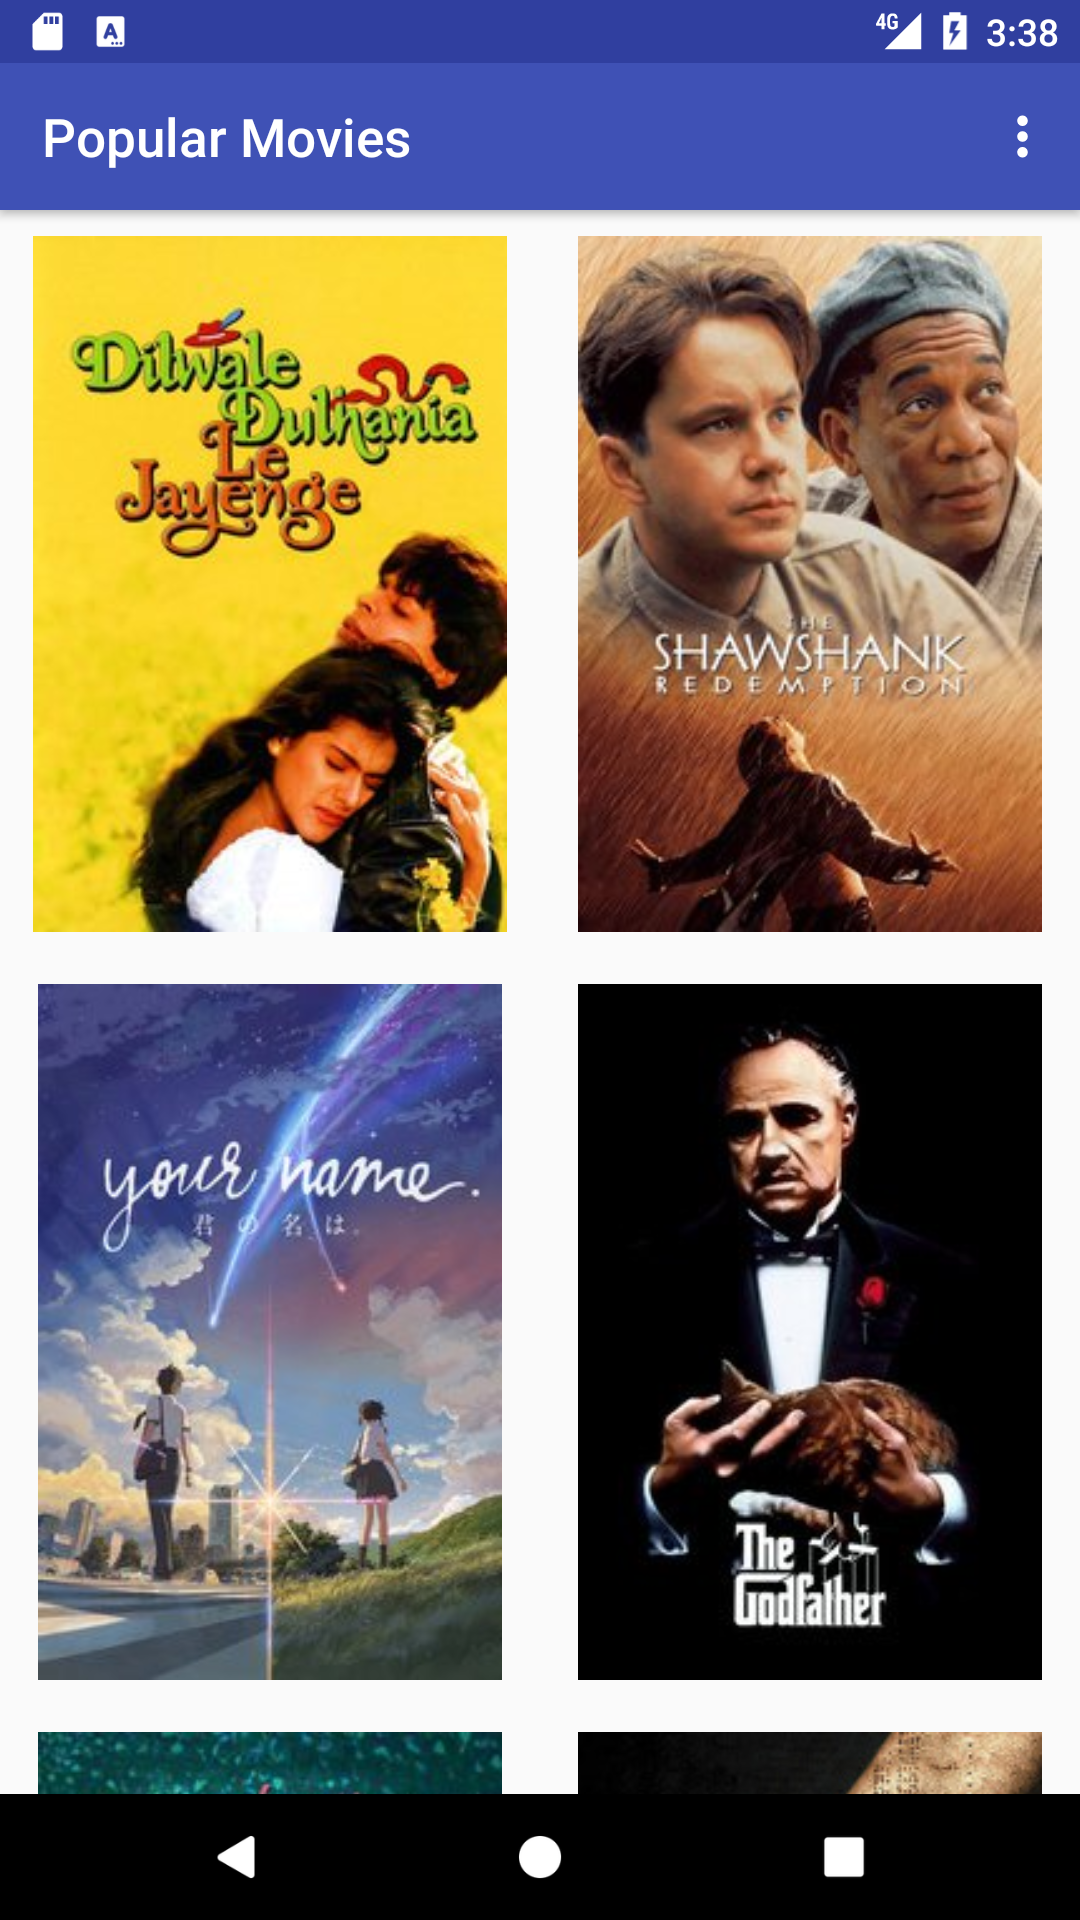 4G 3:38
Popular Movies
Dilwale
Dulhania
Le
Jayenge
THE
SHAWSHANK
REDEMPTION
your name.
君の名は。
The
Godfather